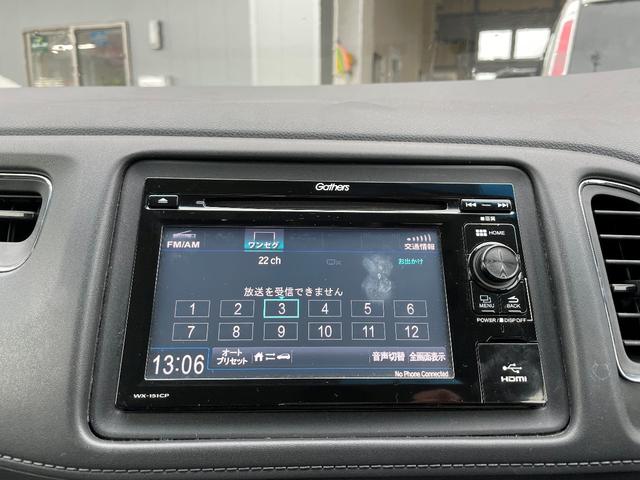 Gathers
画質
FM/AM ワンセグ 交通情報
HOME
22 ch お出かけ
放送を受信できません
MENU BACK
1 2 3 4 5 6
POWER / DISP OFF
7 8 9 10 11 12
13:06 オートプリセット 音声切替 全画面表示
No Phone Connected
HDMI
WX-151CP